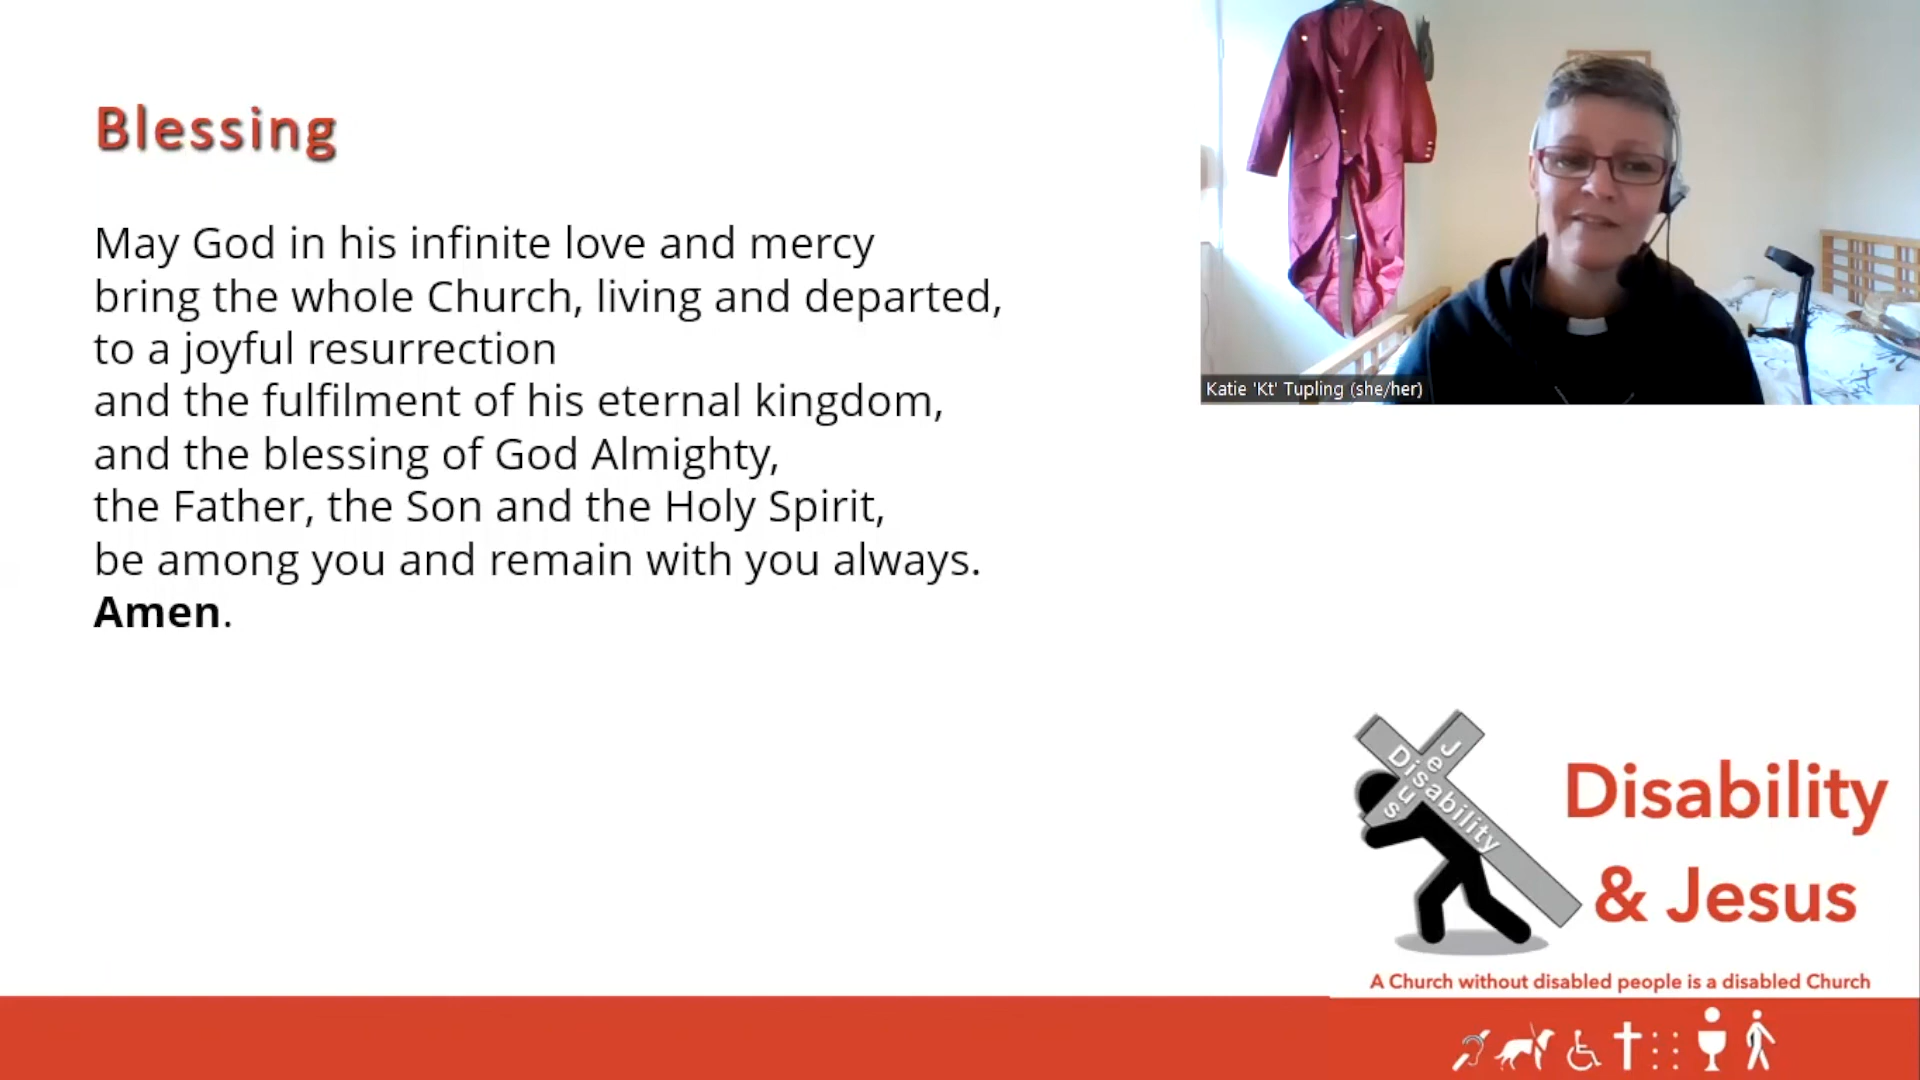 Blessing
May God in his infinite love and mercy
bring the whole Church, living and departed,
to a joyful resurrection
and the fulfilment of his eternal kingdom,
and the blessing of God Almighty,
the Father, the Son and the Holy Spirit,
be among you and remain with you always.
Amen.
Katie 'Kt' Tupling (she/her)
Jesus
Disability
Disability
& Jesus
A Church without disabled people is a disabled Church